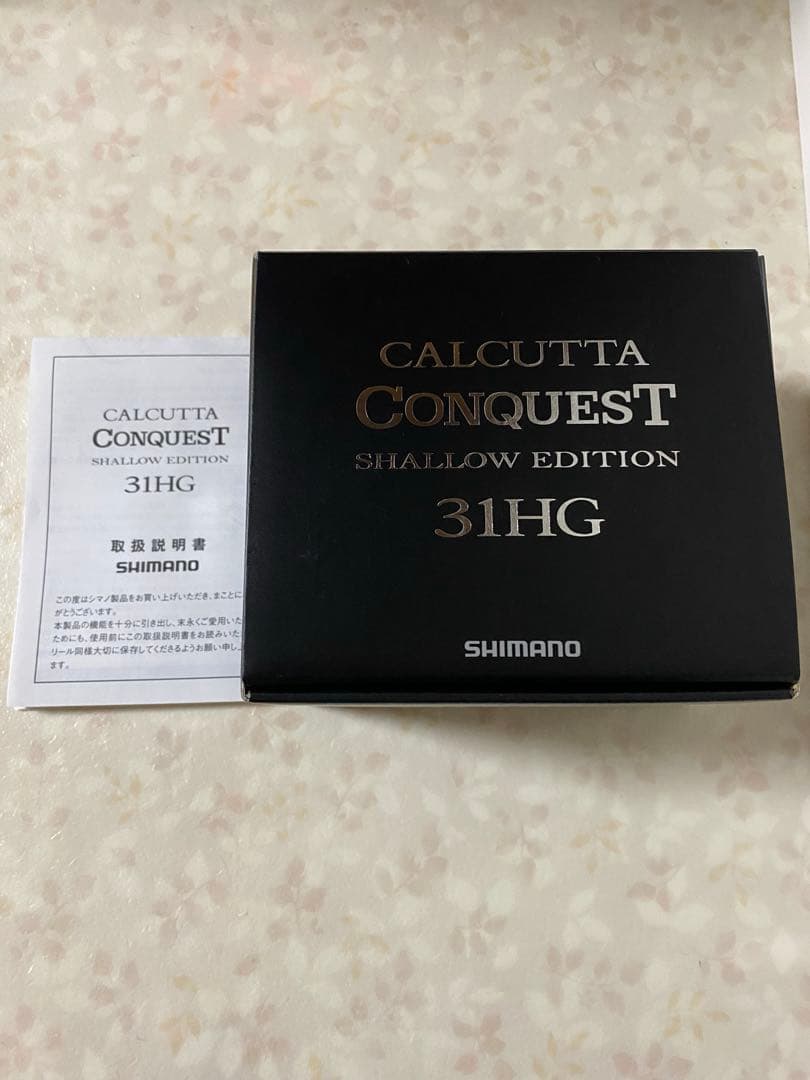 CALCUTTA
CONQUEST
SHALLOW EDITION
31HG
取扱説明書
SHIMANO
この度はシマノ製品をお買い上げいただき、まことに
がとうございます。
本製品の機能を十分に引き出し、末永くご愛用いた
ためにも、使用前にこの取扱説明書をお読みいた
リール同様大切に保存してくださるようお願い申し上
ます。
CALCUTTA
CONQUEST
SHALLOW EDITION
31HG
SHIMANO